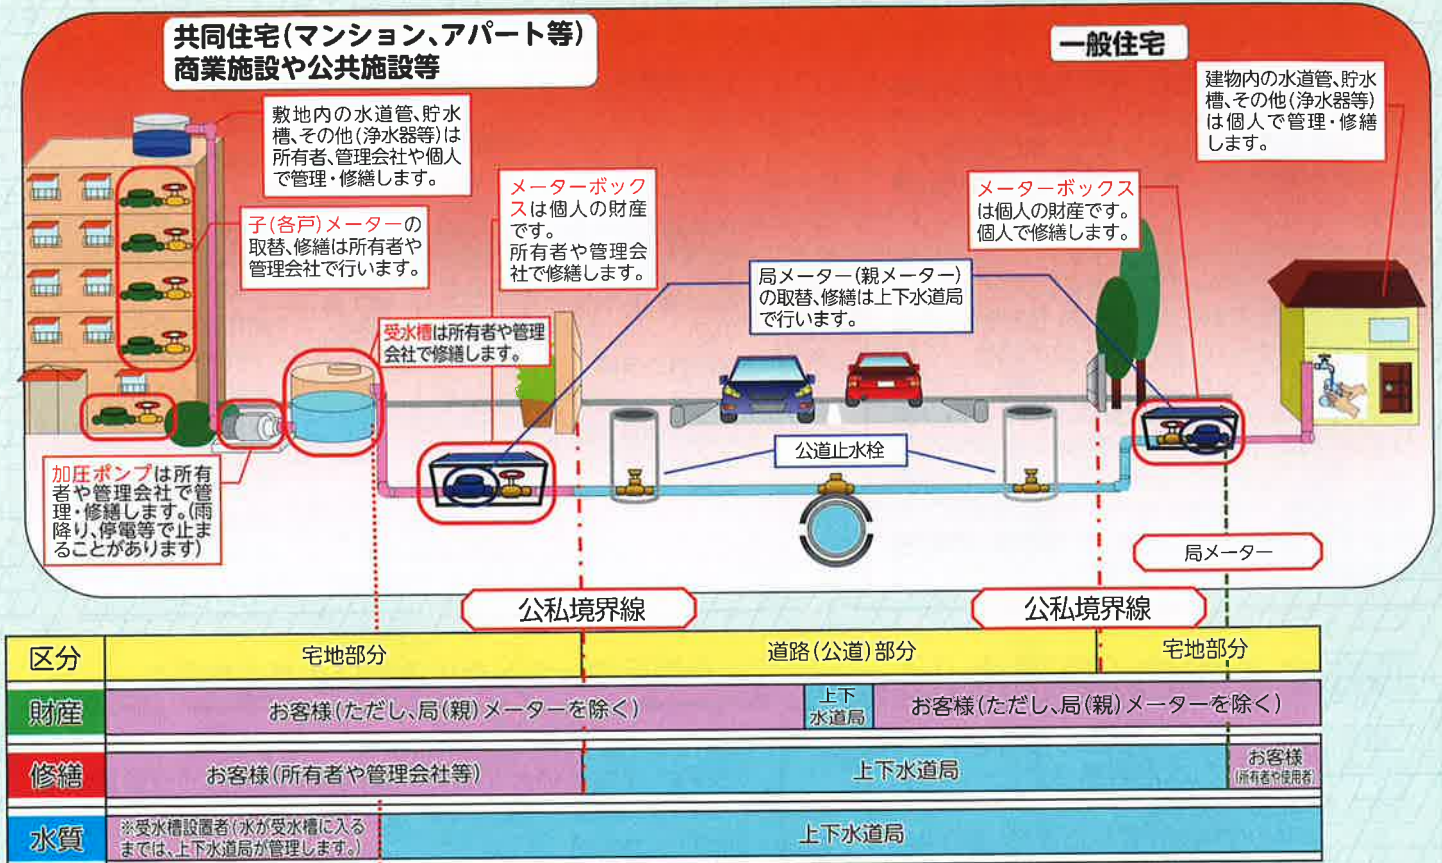 共同住宅(マンション、アパート等)
商業施設や公共施設等
一般住宅
敷地内の水道管、貯水
槽、その他(浄水器等)は
所有者、管理会社や個人
で管理・修繕します。
建物内の水道管、貯水
槽、その他(浄水器等)
は個人で管理・修繕
します。
子(各戸)メーターの
取替、修繕は所有者や
管理会社で行います。
メーターボック
スは個人の財産
です。
所有者や管理会
社で修繕します。
メーターボックス
は個人の財産です。
個人で修繕します。
局メーター(親メーター)
の取替、修繕は上下水道局
で行います。
受水槽は所有者や管理
会社で修繕します。
公道止水栓
加圧ポンプは所有
者や管理会社で管
理・修繕します。(雨
降り、停電等で止ま
ることがあります)
局メーター
公私境界線
公私境界線
区分
宅地部分
道路(公道)部分
宅地部分
財産
お客様(ただし、局(親)メーターを除く)
上下
水道局
お客様(ただし、局(親)メーターを除く)
修繕
お客様(所有者や管理会社等)
上下水道局
お客様
(所有者や使用者)
水質
※受水槽設置者(水が受水槽に入る
までは、上下水道局が管理します。)
上下水道局